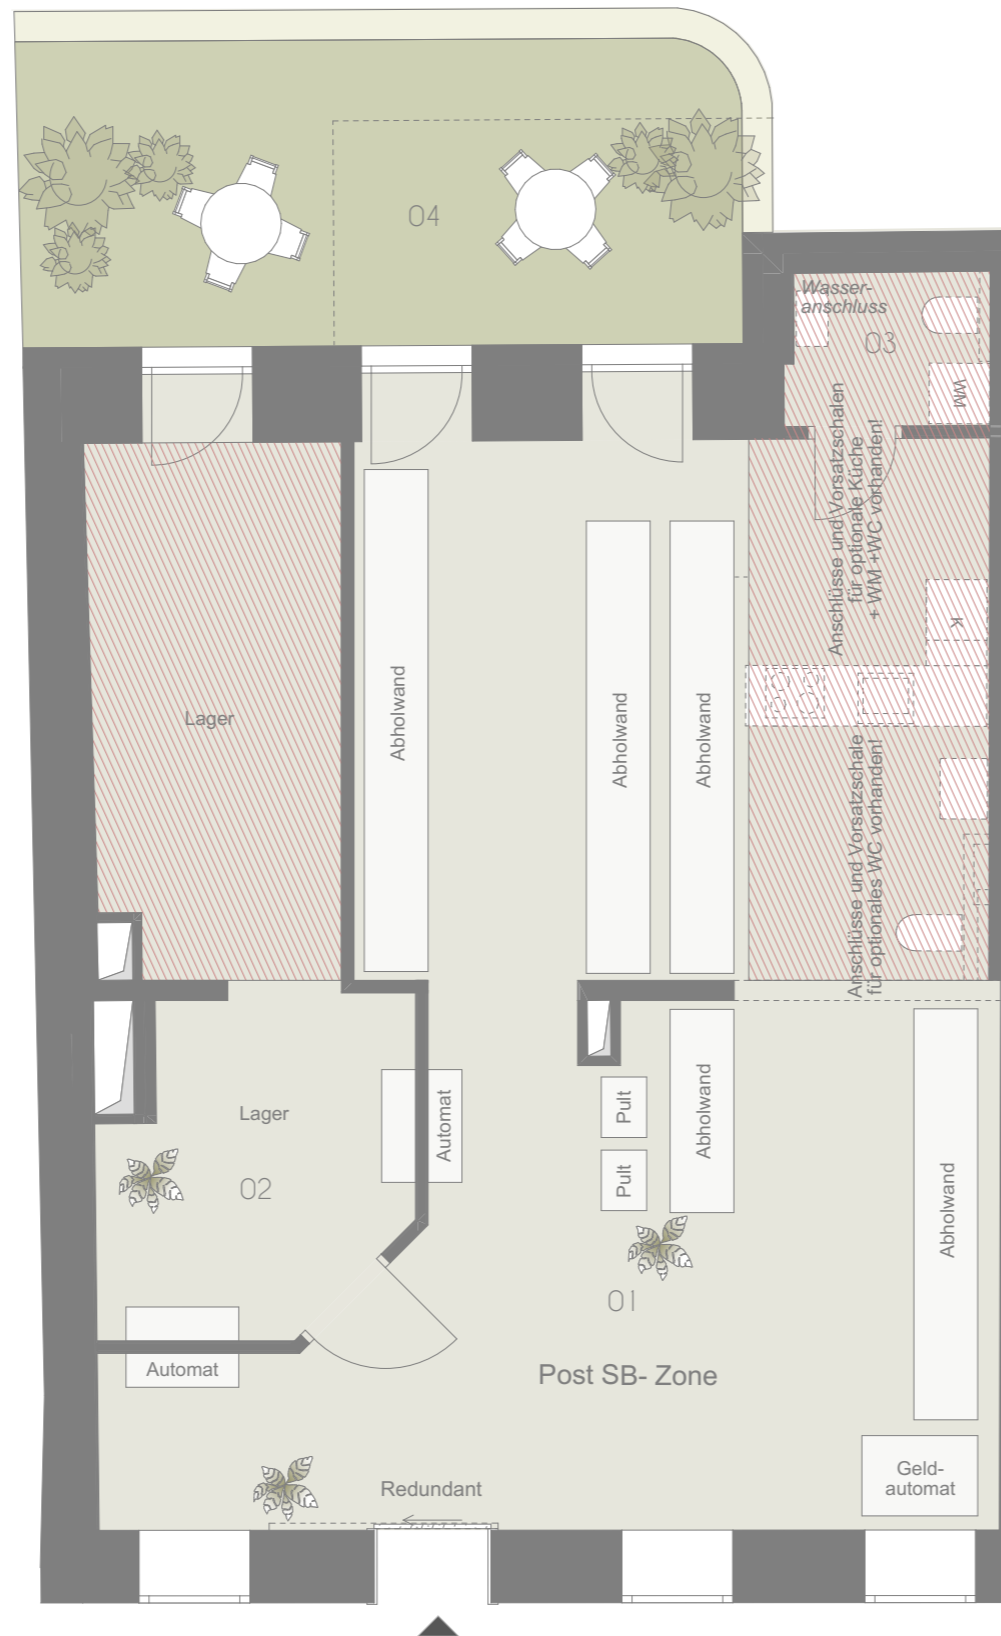 04
Wasser-
anschluss
03
WM
Anschlüsse und Vorsatzschalen
für optionale Küche
+ WM +WC vorhanden!
K
Lager
Abholwand
Abholwand
Abholwand
Anschlüsse und Vorsatzschale
für optionales WC vorhanden!
Lager
02
Automat
Pult
Pult
Abholwand
Abholwand
01
Automat
Post SB- Zone
Redundant
Geld-
automat